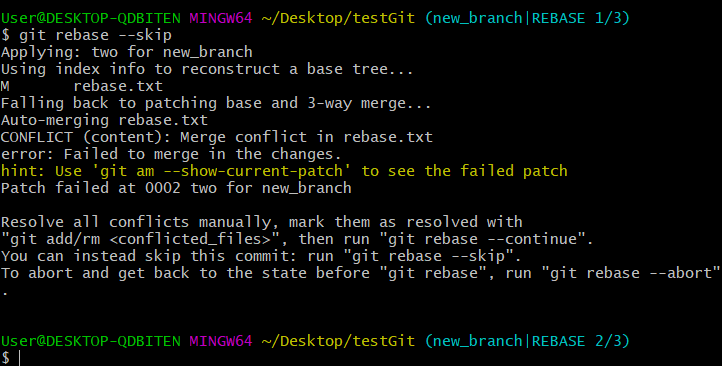 User@DESKTOP-QDBITEN MINGW64 ~/Desktop/testGit (new_branch|REBASE 1/3)
$ git rebase --skip
Applying: two for new_branch
Using index info to reconstruct a base tree...
M       rebase.txt
Falling back to patching base and 3-way merge...
Auto-merging rebase.txt
CONFLICT (content): Merge conflict in rebase.txt
error: Failed to merge in the changes.
hint: Use 'git am --show-current-patch' to see the failed patch
Patch failed at 0002 two for new_branch
Resolve all conflicts manually, mark them as resolved with
"git add/rm <conflicted_files>", then run "git rebase --continue".
You can instead skip this commit: run "git rebase --skip".
To abort and get back to the state before "git rebase", run "git rebase --abort"
.
User@DESKTOP-QDBITEN MINGW64 ~/Desktop/testGit (new_branch|REBASE 2/3)
$